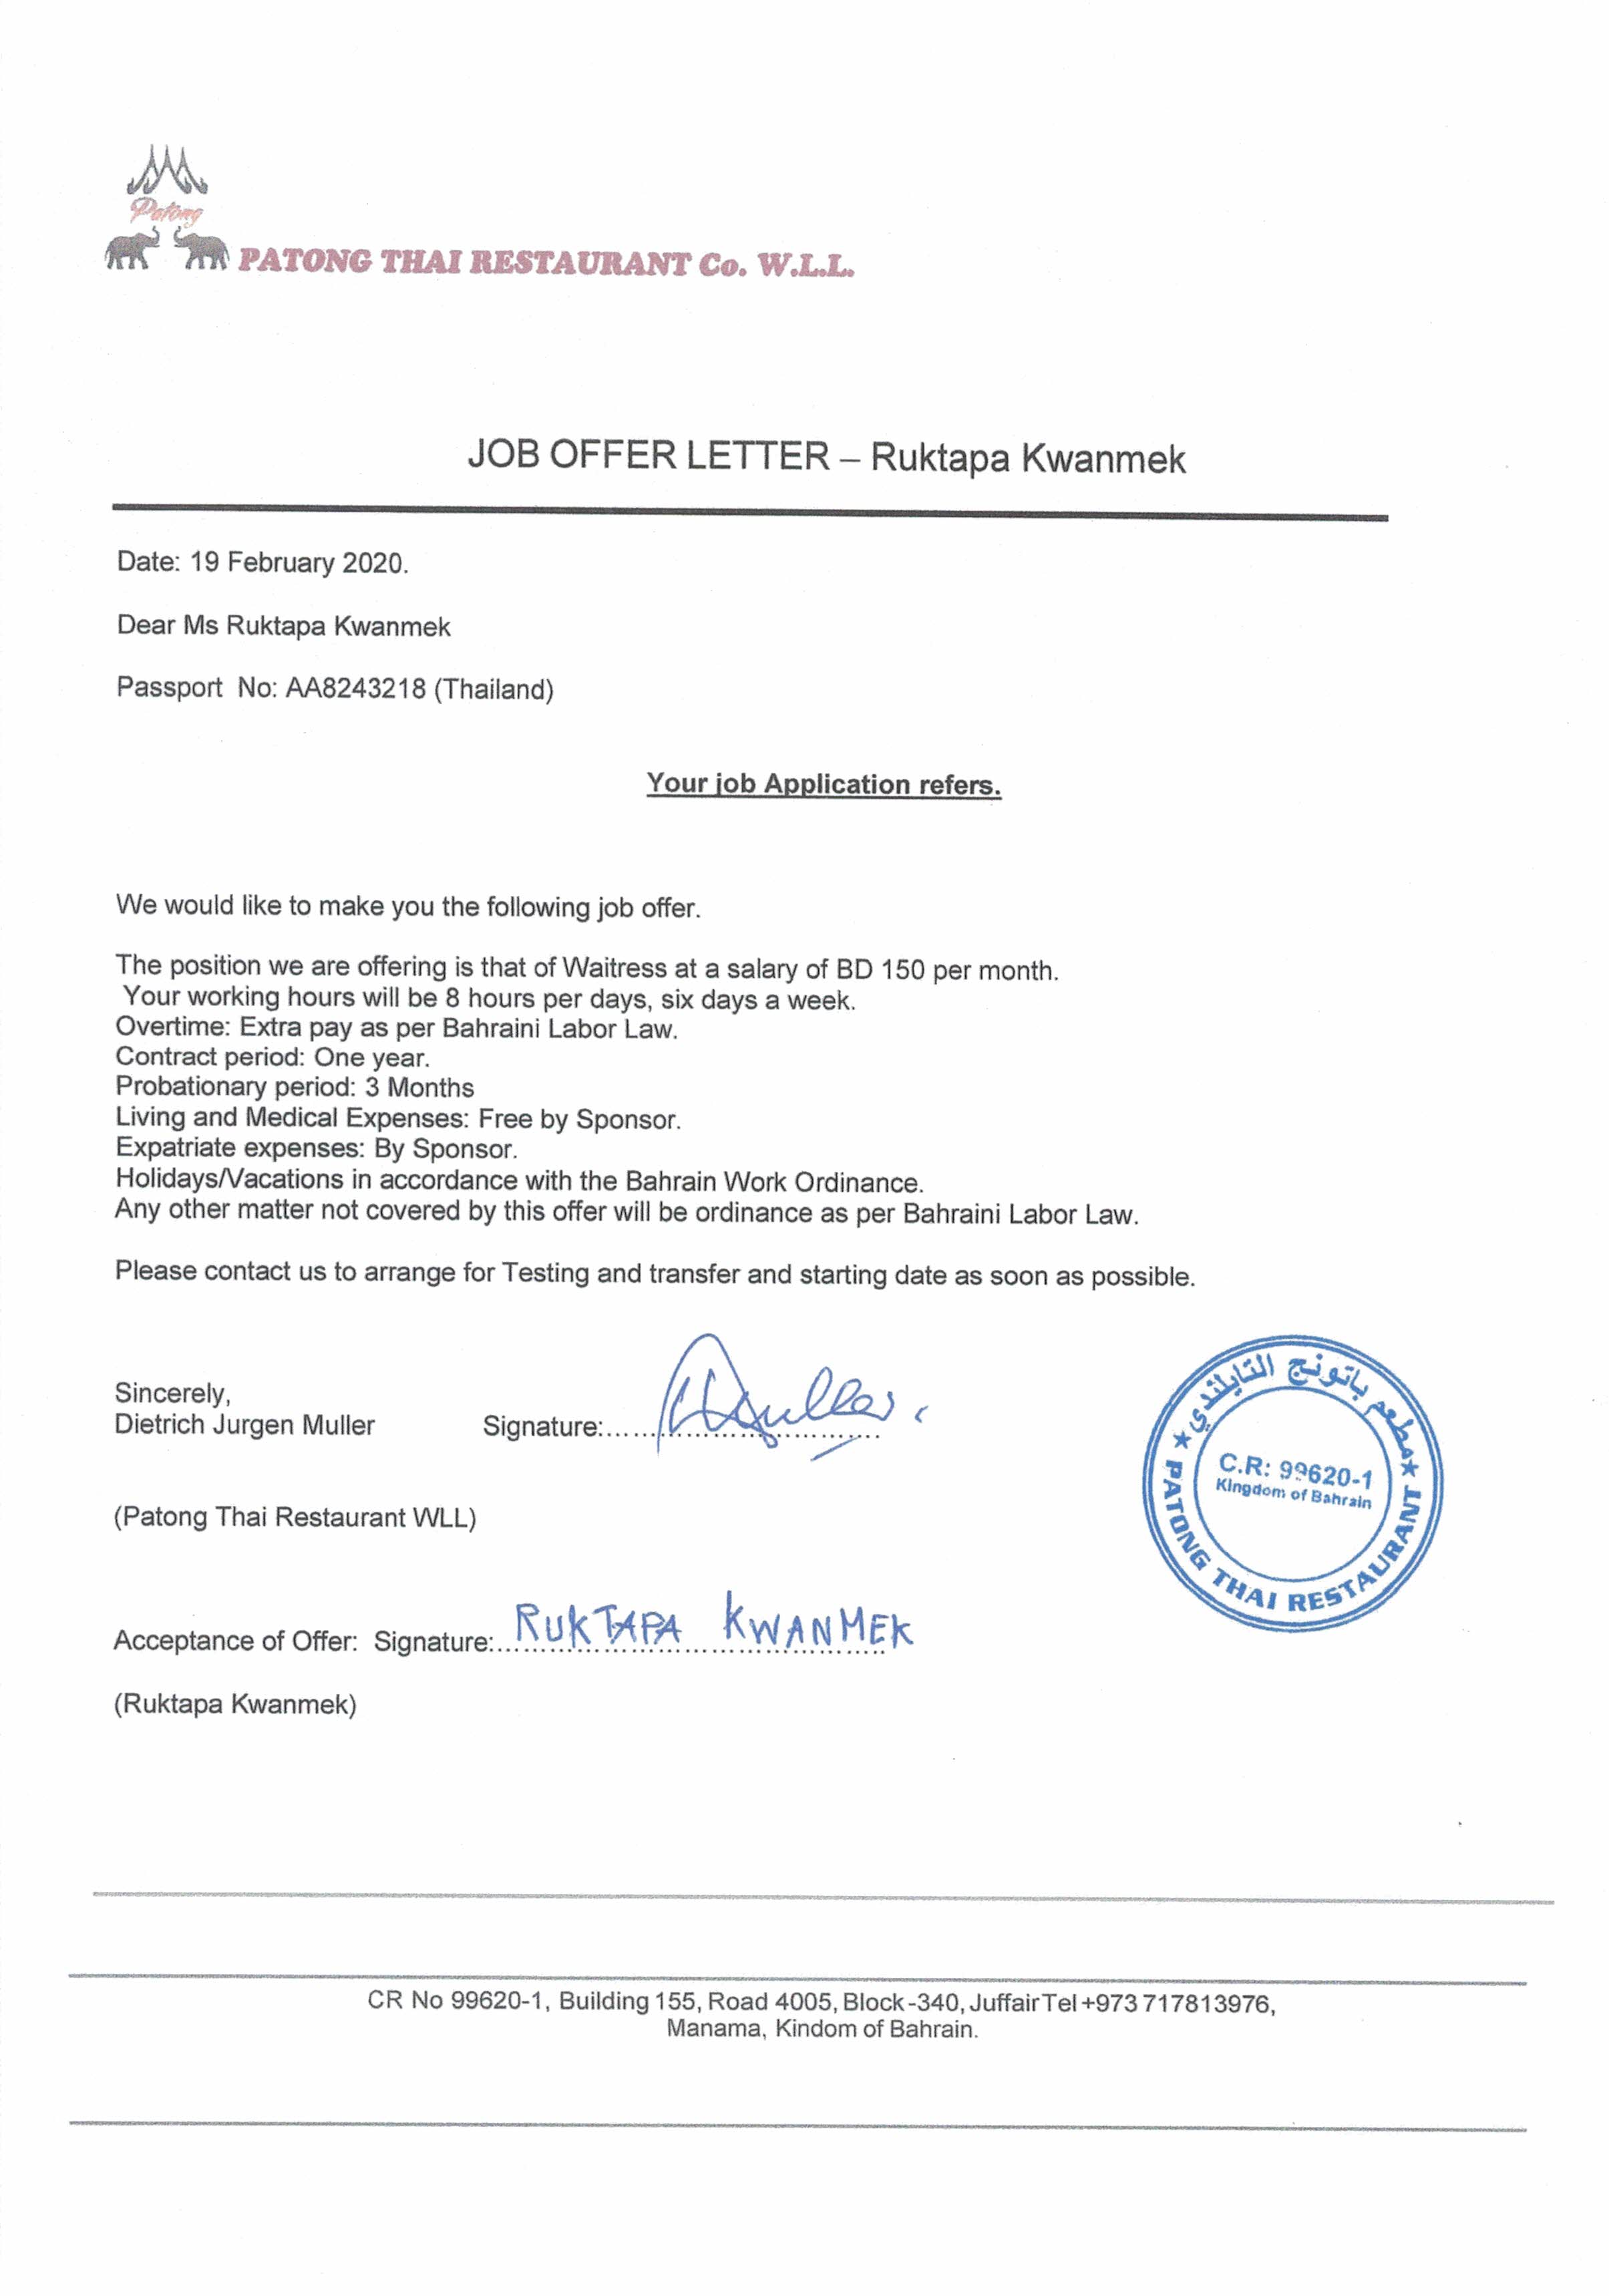 Patong
PATONG THAI RESTAURANT Co. W.L.L.
JOB OFFER LETTER – Ruktapa Kwanmek
Date: 19 February 2020.
Dear Ms Ruktapa Kwanmek
Passport No: AA8243218 (Thailand)
Your job Application refers.
We would like to make you the following job offer.
The position we are offering is that of Waitress at a salary of BD 150 per month.
Your working hours will be 8 hours per days, six days a week.
Overtime: Extra pay as per Bahraini Labor Law.
Contract period: One year.
Probationary period: 3 Months
Living and Medical Expenses: Free by Sponsor.
Expatriate expenses: By Sponsor.
Holidays/Vacations in accordance with the Bahrain Work Ordinance.
Any other matter not covered by this offer will be ordinance as per Bahraini Labor Law.
Please contact us to arrange for Testing and transfer and starting date as soon as possible.
Sincerely,
Dietrich Jurgen Muller Signature:....................................
(Patong Thai Restaurant WLL)
مطعم باتونج التايلندي
C.R: 99620-1
Kingdom of Bahrain
PATONG THAI RESTAURANT
Acceptance of Offer: Signature: RUKTAPA KWANMEK
(Ruktapa Kwanmek)
CR No 99620-1, Building 155, Road 4005, Block-340, Juffair Tel +973 717813976,
Manama, Kindom of Bahrain.